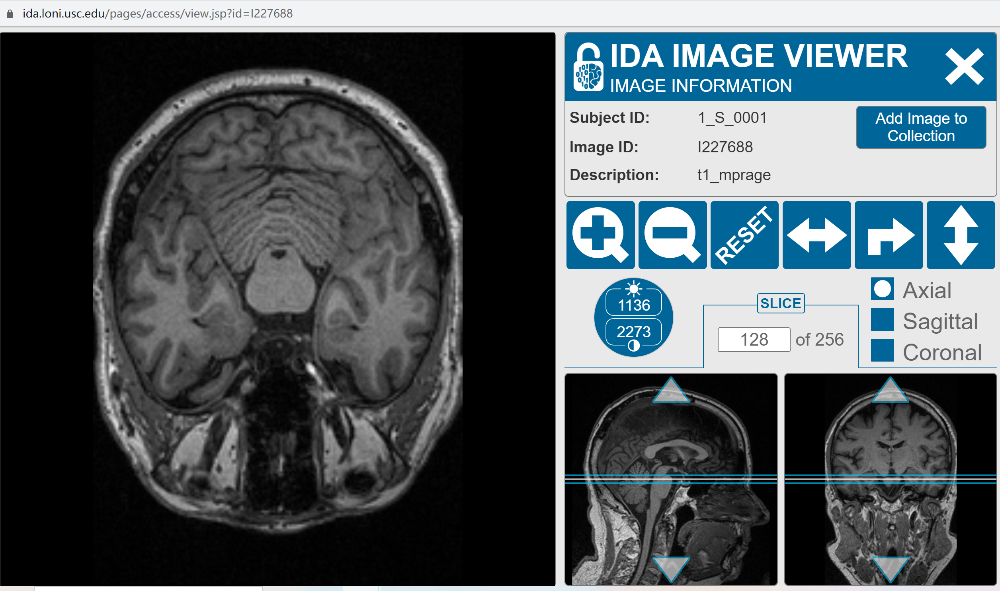 ida.loni.usc.edu/pages/access/view.jsp?id=I227688
IDA IMAGE VIEWER
IMAGE INFORMATION
Subject ID: 1_S_0001
Add Image to
Collection
Image ID: I227688
Description: t1_mprage
RESET
1136
2273
SLICE
128 of 256
Axial
Sagittal
Coronal